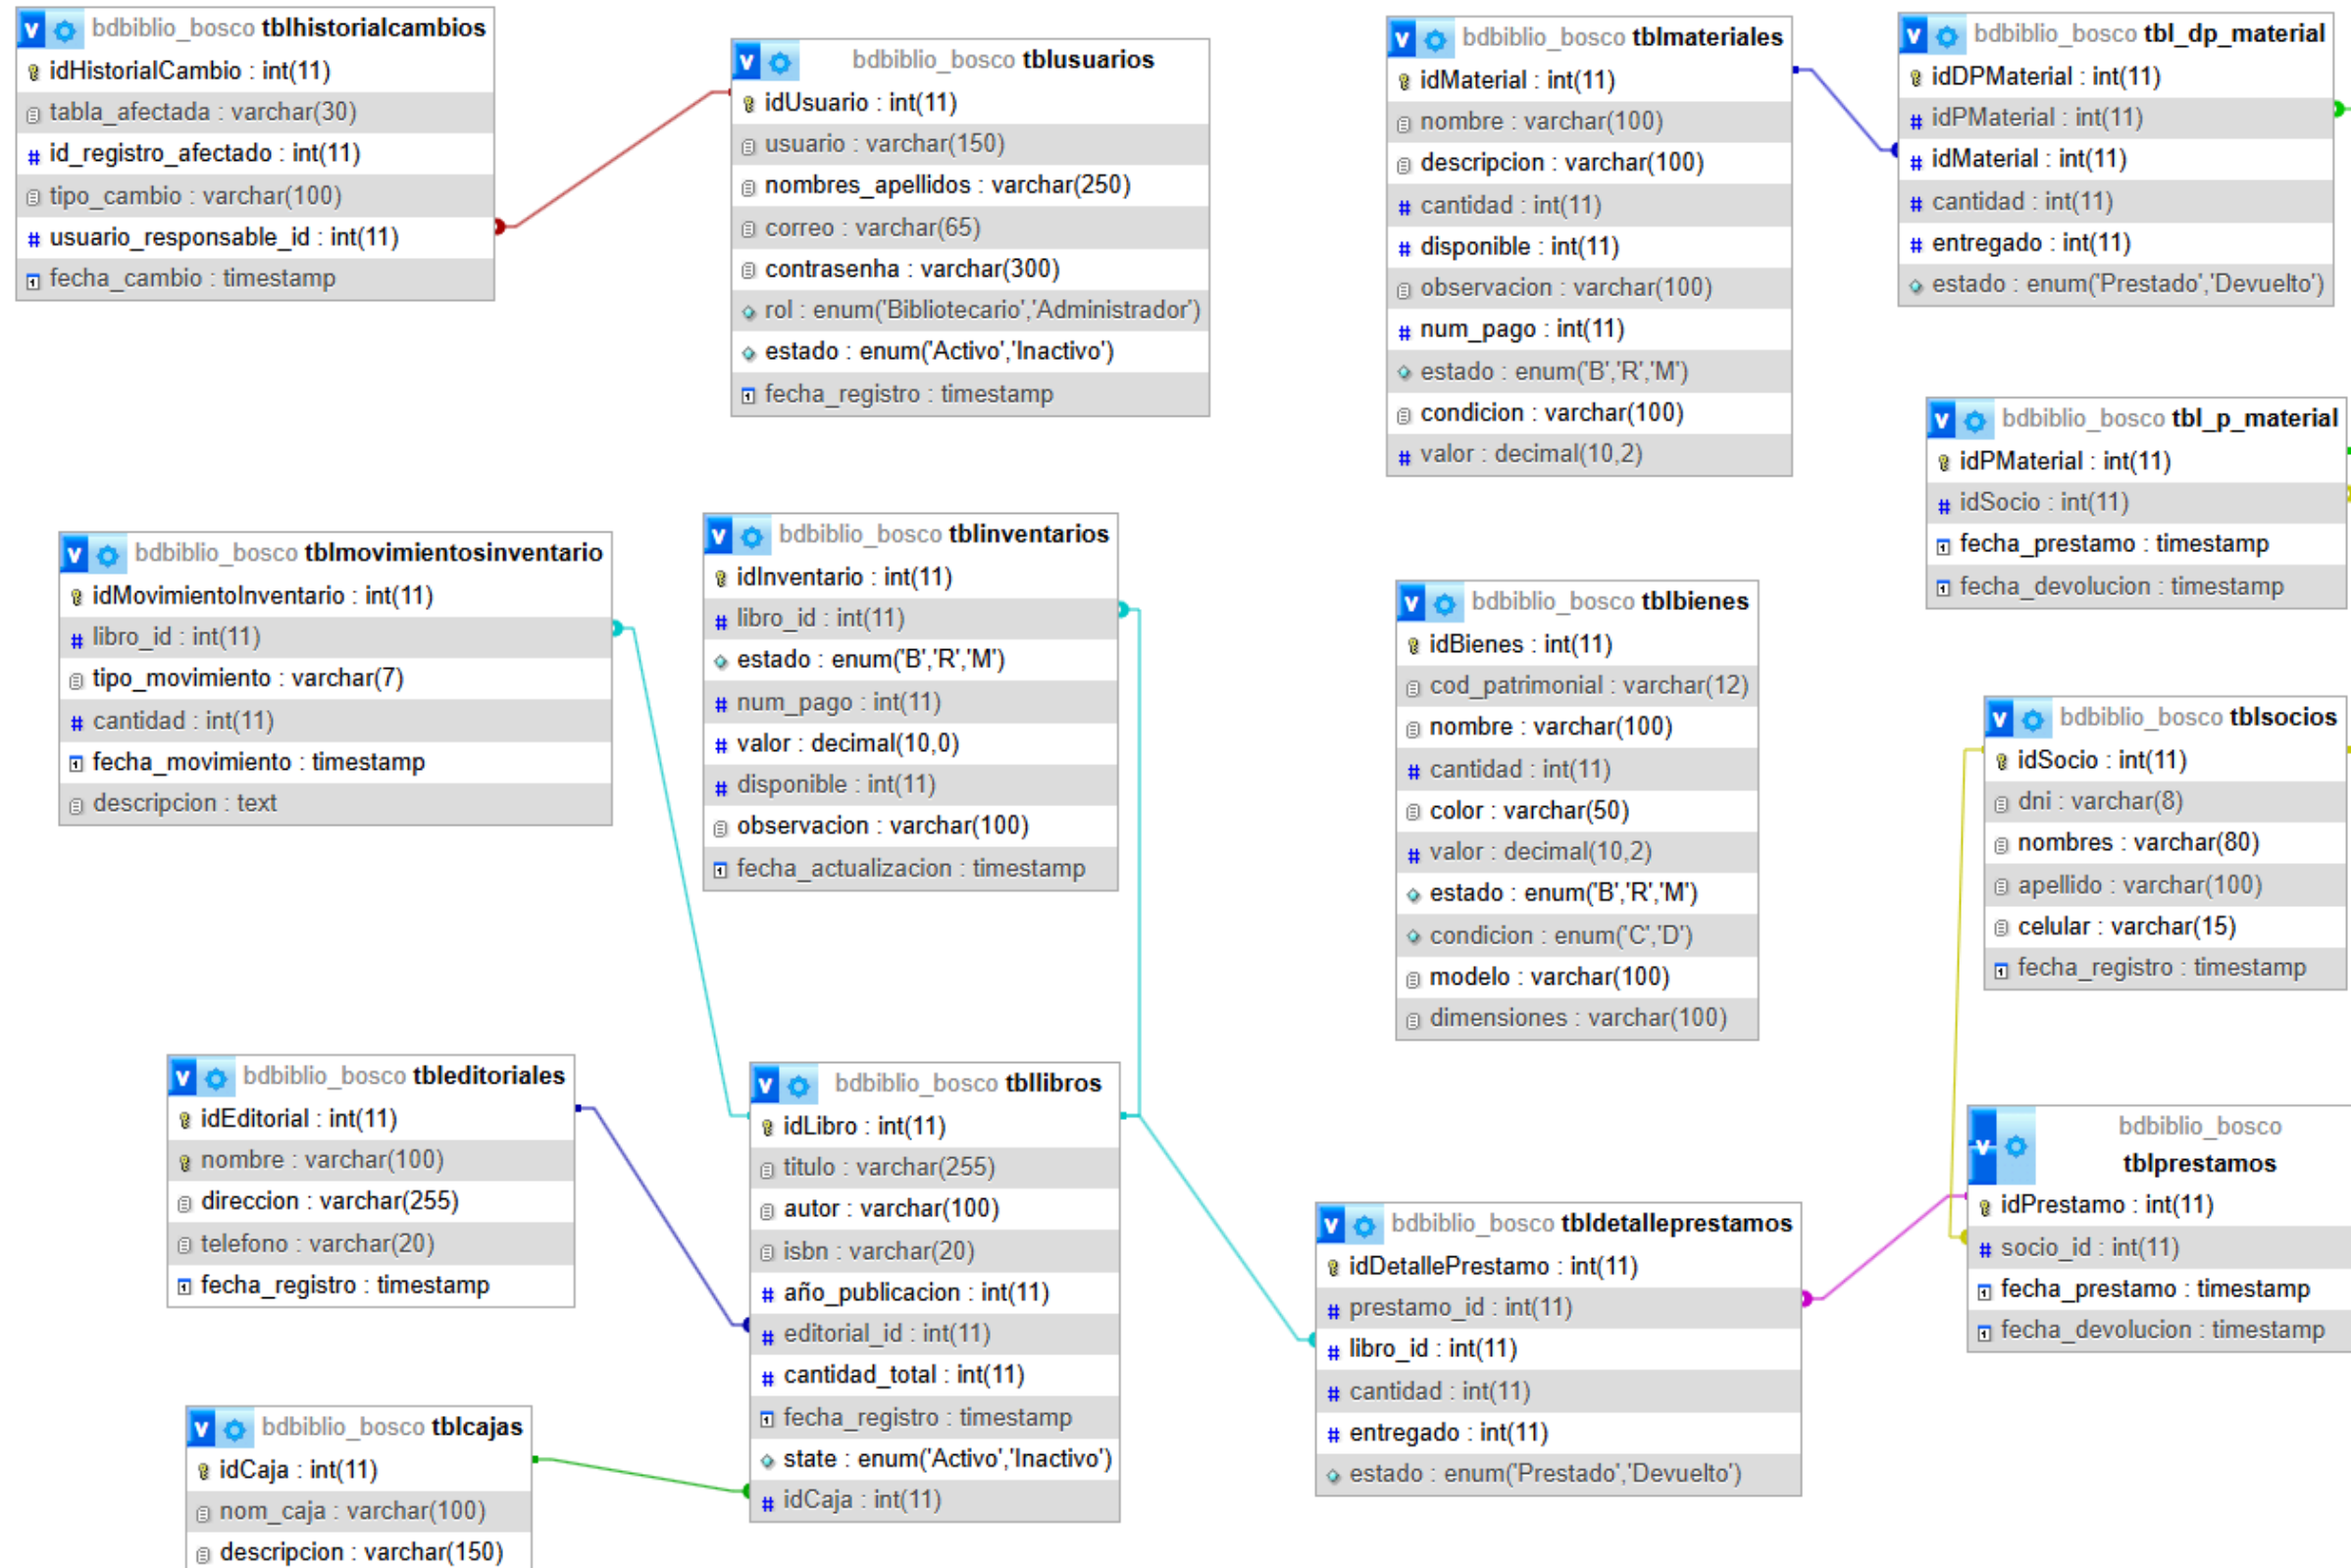 bdbiblio_bosco tblhistorialcambios
idHistorialCambio : int(11)
tabla_afectada : varchar(30)
id_registro_afectado : int(11)
tipo_cambio : varchar(100)
usuario_responsable_id : int(11)
fecha_cambio : timestamp
bdbiblio_bosco tblusuarios
idUsuario : int(11)
usuario : varchar(150)
nombres_apellidos : varchar(250)
correo : varchar(65)
contrasenha : varchar(300)
rol : enum('Bibliotecario','Administrador')
estado : enum('Activo','Inactivo')
fecha_registro : timestamp
bdbiblio_bosco tblmateriales
idMaterial : int(11)
nombre : varchar(100)
descripcion : varchar(100)
cantidad : int(11)
disponible : int(11)
observacion : varchar(100)
num_pago : int(11)
estado : enum('B','R','M')
condicion : varchar(100)
valor : decimal(10,2)
bdbiblio_bosco tbl_dp_material
idDPMaterial : int(11)
idPMaterial : int(11)
idMaterial : int(11)
cantidad : int(11)
entregado : int(11)
estado : enum('Prestado','Devuelto')
bdbiblio_bosco tbl_p_material
idPMaterial : int(11)
idSocio : int(11)
fecha_prestamo : timestamp
fecha_devolucion : timestamp
bdbiblio_bosco tblmovimientosinventario
idMovimientoInventario : int(11)
libro_id : int(11)
tipo_movimiento : varchar(7)
cantidad : int(11)
fecha_movimiento : timestamp
descripcion : text
bdbiblio_bosco tblinventarios
idInventario : int(11)
libro_id : int(11)
estado : enum('B','R','M')
num_pago : int(11)
valor : decimal(10,0)
disponible : int(11)
observacion : varchar(100)
fecha_actualizacion : timestamp
bdbiblio_bosco tblbienes
idBienes : int(11)
cod_patrimonial : varchar(12)
nombre : varchar(100)
cantidad : int(11)
color : varchar(50)
valor : decimal(10,2)
estado : enum('B','R','M')
condicion : enum('C','D')
modelo : varchar(100)
dimensiones : varchar(100)
bdbiblio_bosco tblsocios
idSocio : int(11)
dni : varchar(8)
nombres : varchar(80)
apellido : varchar(100)
celular : varchar(15)
fecha_registro : timestamp
bdbiblio_bosco tbleditoriales
idEditorial : int(11)
nombre : varchar(100)
direccion : varchar(255)
telefono : varchar(20)
fecha_registro : timestamp
bdbiblio_bosco tbllibros
idLibro : int(11)
titulo : varchar(255)
autor : varchar(100)
isbn : varchar(20)
año_publicacion : int(11)
editorial_id : int(11)
cantidad_total : int(11)
fecha_registro : timestamp
state : enum('Activo','Inactivo')
idCaja : int(11)
bdbiblio_bosco tbldetalleprestamos
idDetallePrestamo : int(11)
prestamo_id : int(11)
libro_id : int(11)
cantidad : int(11)
entregado : int(11)
estado : enum('Prestado','Devuelto')
bdbiblio_bosco
tblprestamos
idPrestamo : int(11)
socio_id : int(11)
fecha_prestamo : timestamp
fecha_devolucion : timestamp
bdbiblio_bosco tblcajas
idCaja : int(11)
nom_caja : varchar(100)
descripcion : varchar(150)